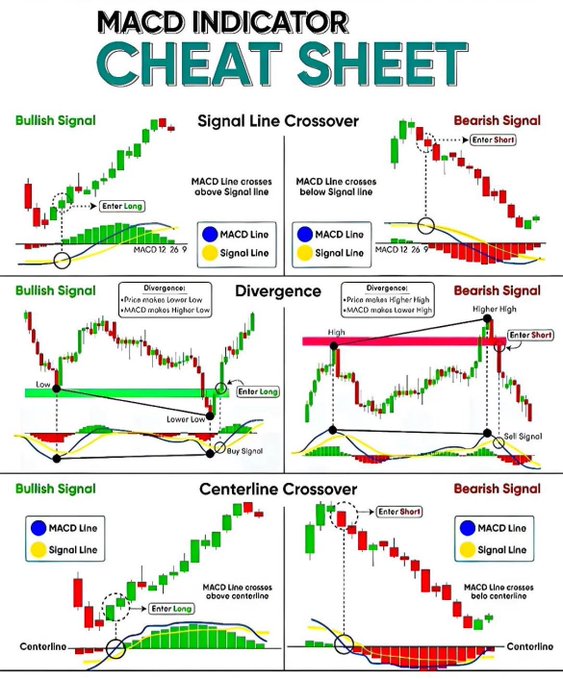 MACD INDICATOR
CHEAT SHEET
Bullish Signal
Signal Line Crossover
Bearish Signal
Enter Long
MACD Line crosses
above Signal line
MACD Line
Signal Line
MACD 12 26 9
Enter Short
MACD Line crosses
below Signal line
MACD Line
Signal Line
MACD 12 26 9
Bullish Signal
Divergence
Bearish Signal
Divergence:
•Price makes Lower Low
•MACD makes Higher Low
Low
Lower Low
Enter Long
Buy Signal
Divergence:
•Price makes Higher High
•MACD makes Lower High
High
Higher High
Enter Short
Sell Signal
Bullish Signal
Centerline Crossover
Bearish Signal
MACD Line
Signal Line
Enter Long
MACD Line crosses
above centerline
Centerline
Enter Short
MACD Line
Signal Line
MACD Line crosses
belo centerline
Centerline